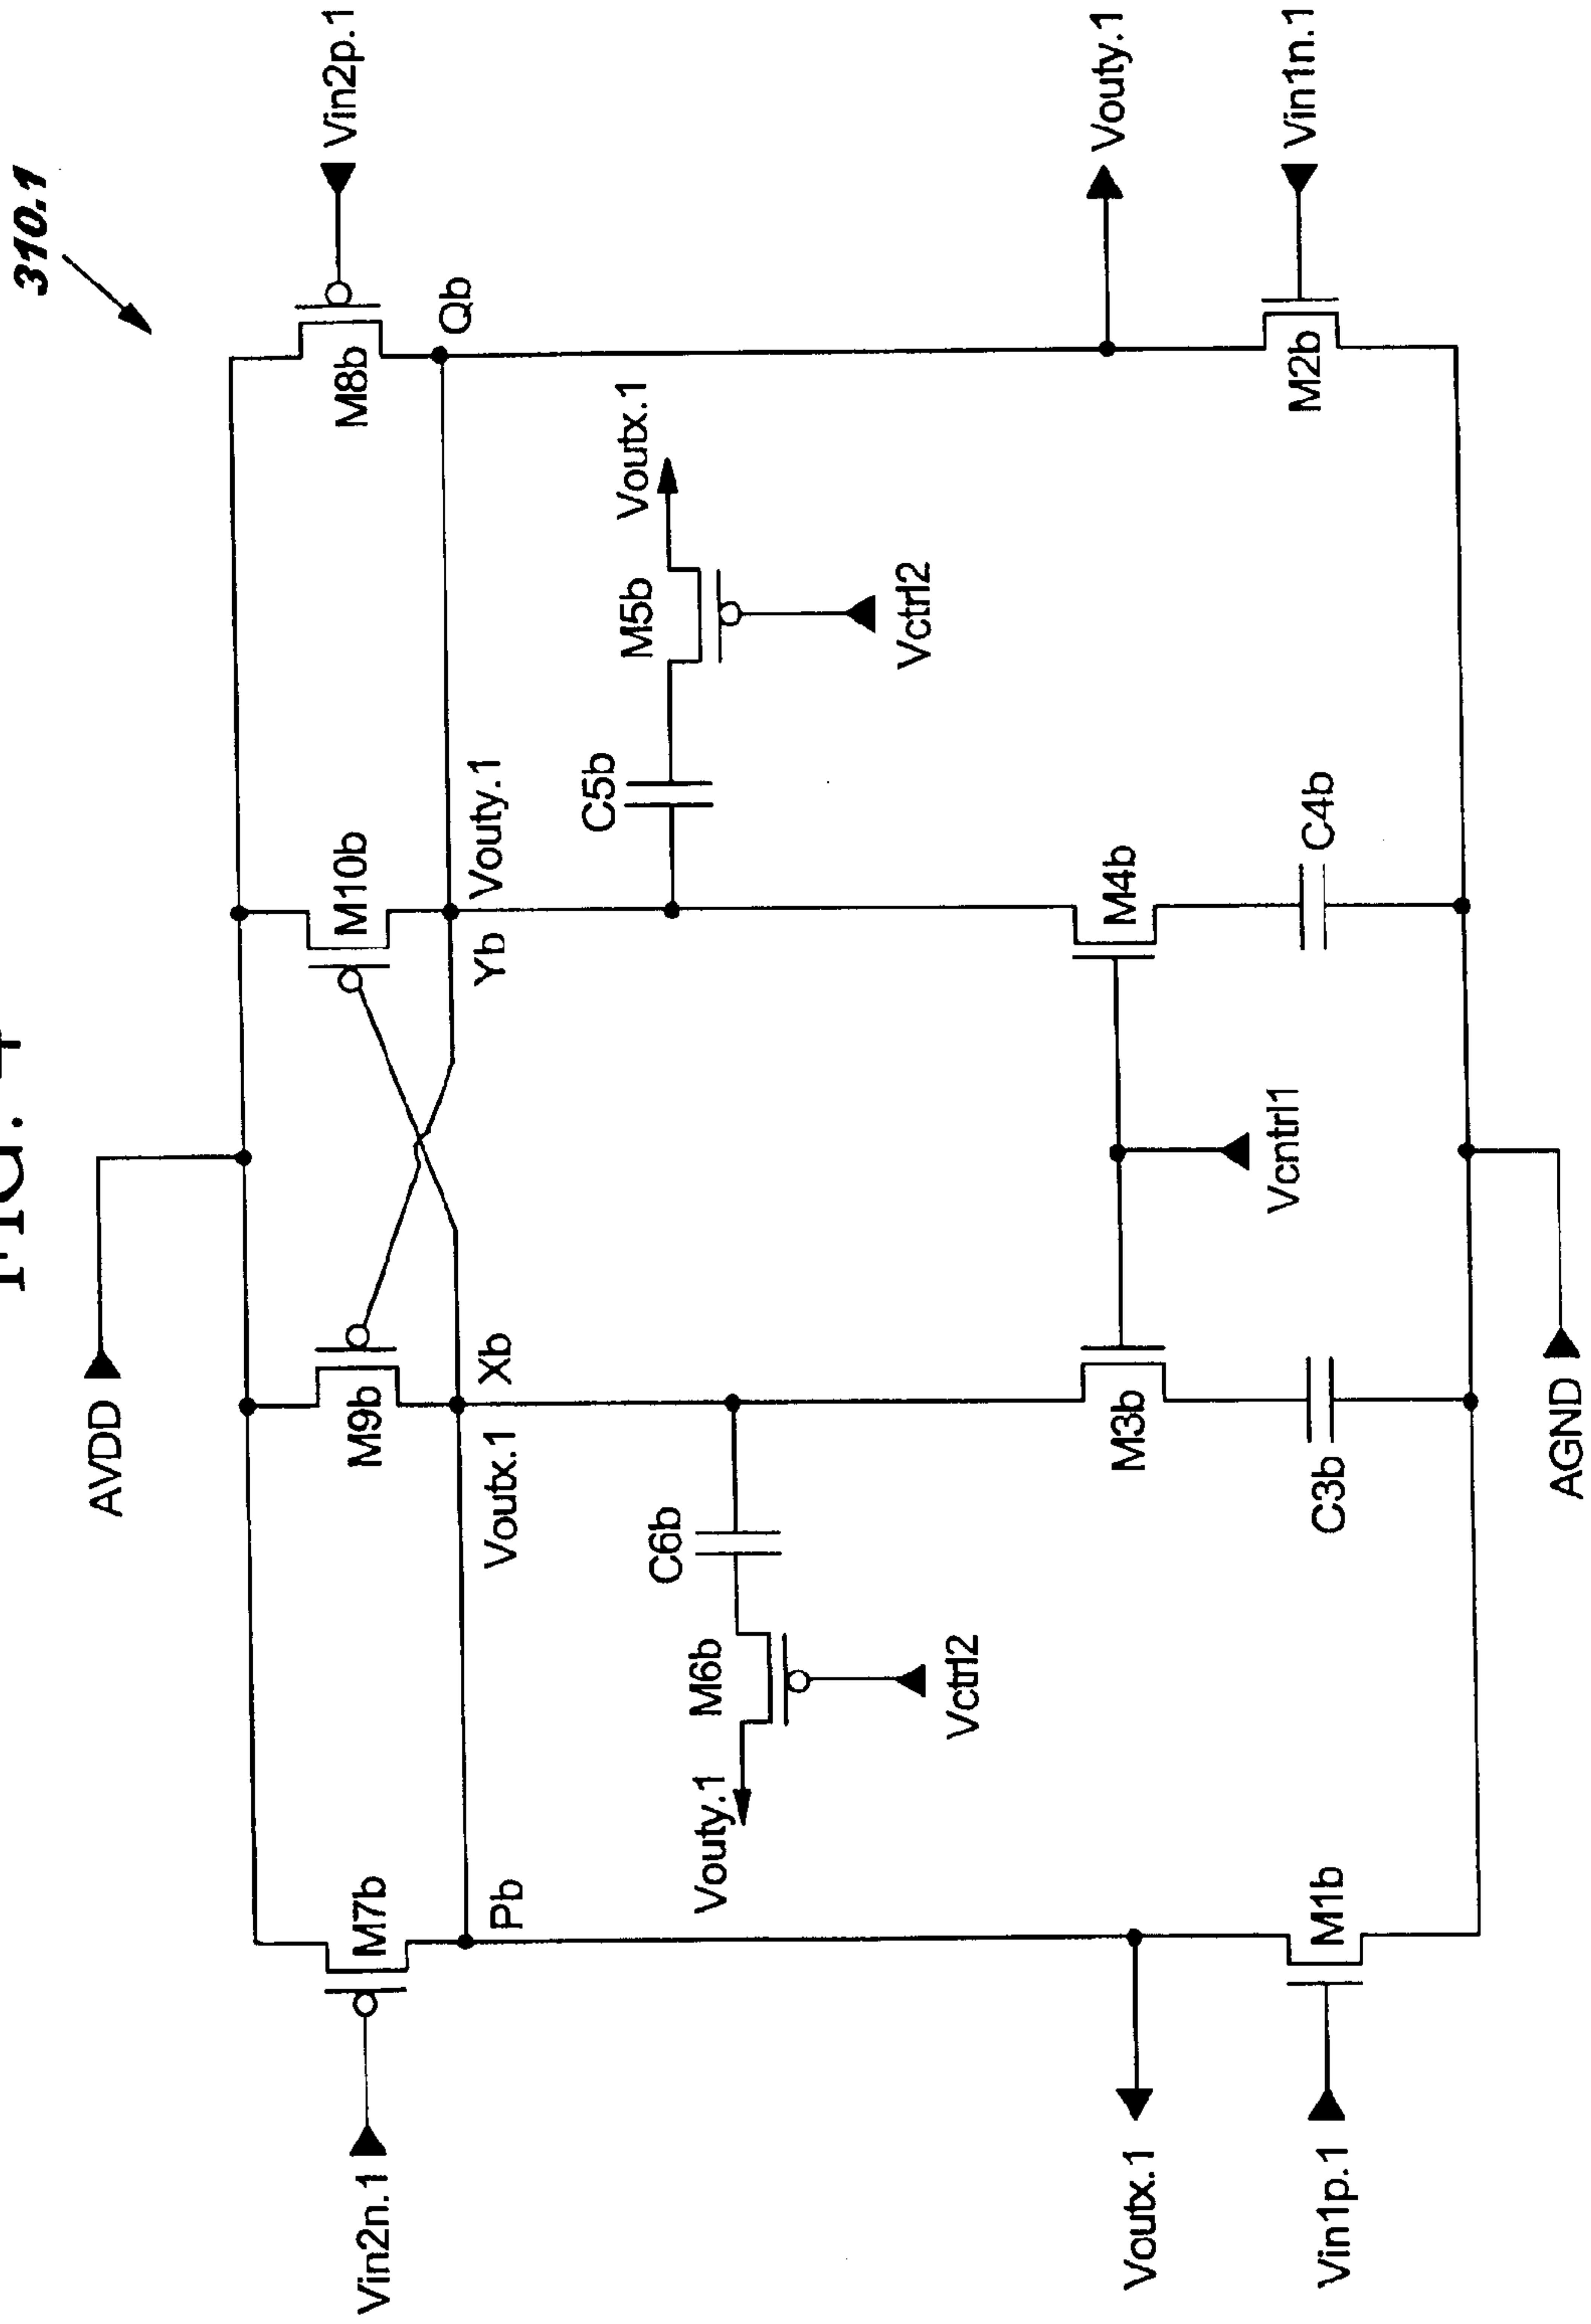 310.1
AVDD
Vin2n.1
M7b
M9b
M10b
M8b
Vin2p.1
Pb
Voutx.1
Xb
Yb
Vouty.1
Qb
Vouty.1
M6b
C6b
Vctrl2
C5b
M5b
Voutx.1
Vctrl2
Voutx.1
Vouty.1
M3b
M4b
Vcntrl1
Vin1p.1
M1b
C3b
C4b
M2b
Vin1n.1
AGND